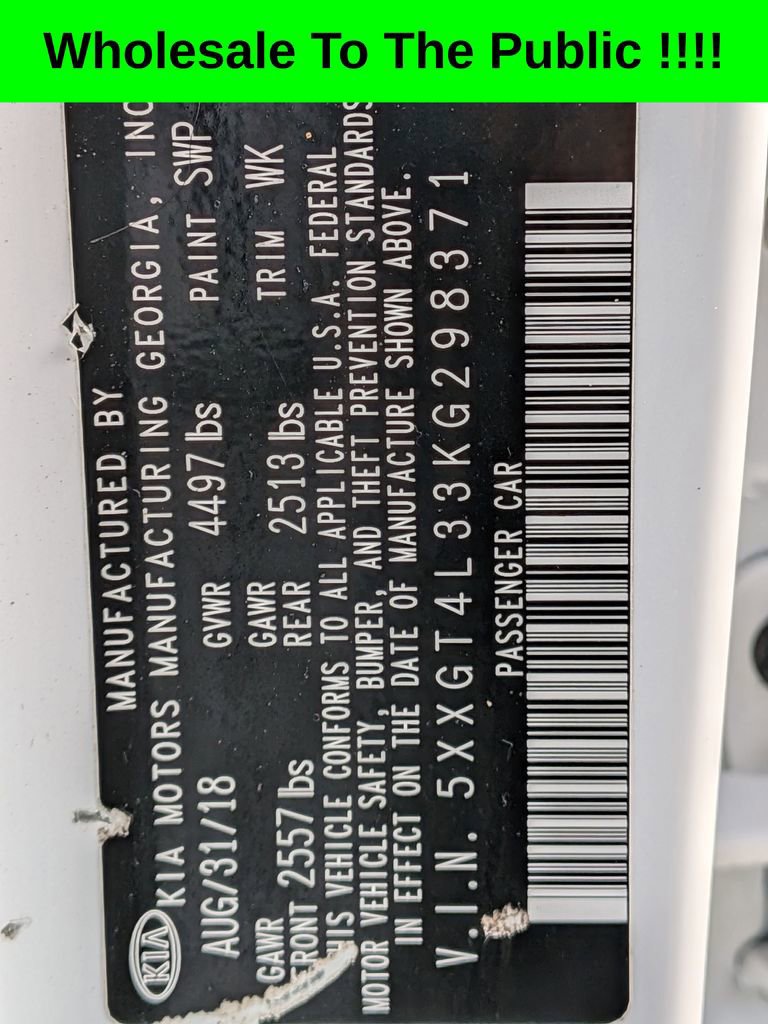 Wholesale To The Public !!!!
MANUFACTURED BY
KIA KIA MOTORS MANUFACTURING GEORGIA, INC
AUG/31/18 GVWR 4497 lbs PAINT SWP
GAWR FRONT 2557 lbs GAWR REAR 2513 lbs TRIM WK
THIS VEHICLE CONFORMS TO ALL APPLICABLE U.S.A. FEDERAL
MOTOR VEHICLE SAFETY, BUMPER, AND THEFT PREVENTION STANDARDS
IN EFFECT ON THE DATE OF MANUFACTURE SHOWN ABOVE.
V.I.N. 5XXGT4L33KG298371
PASSENGER CAR